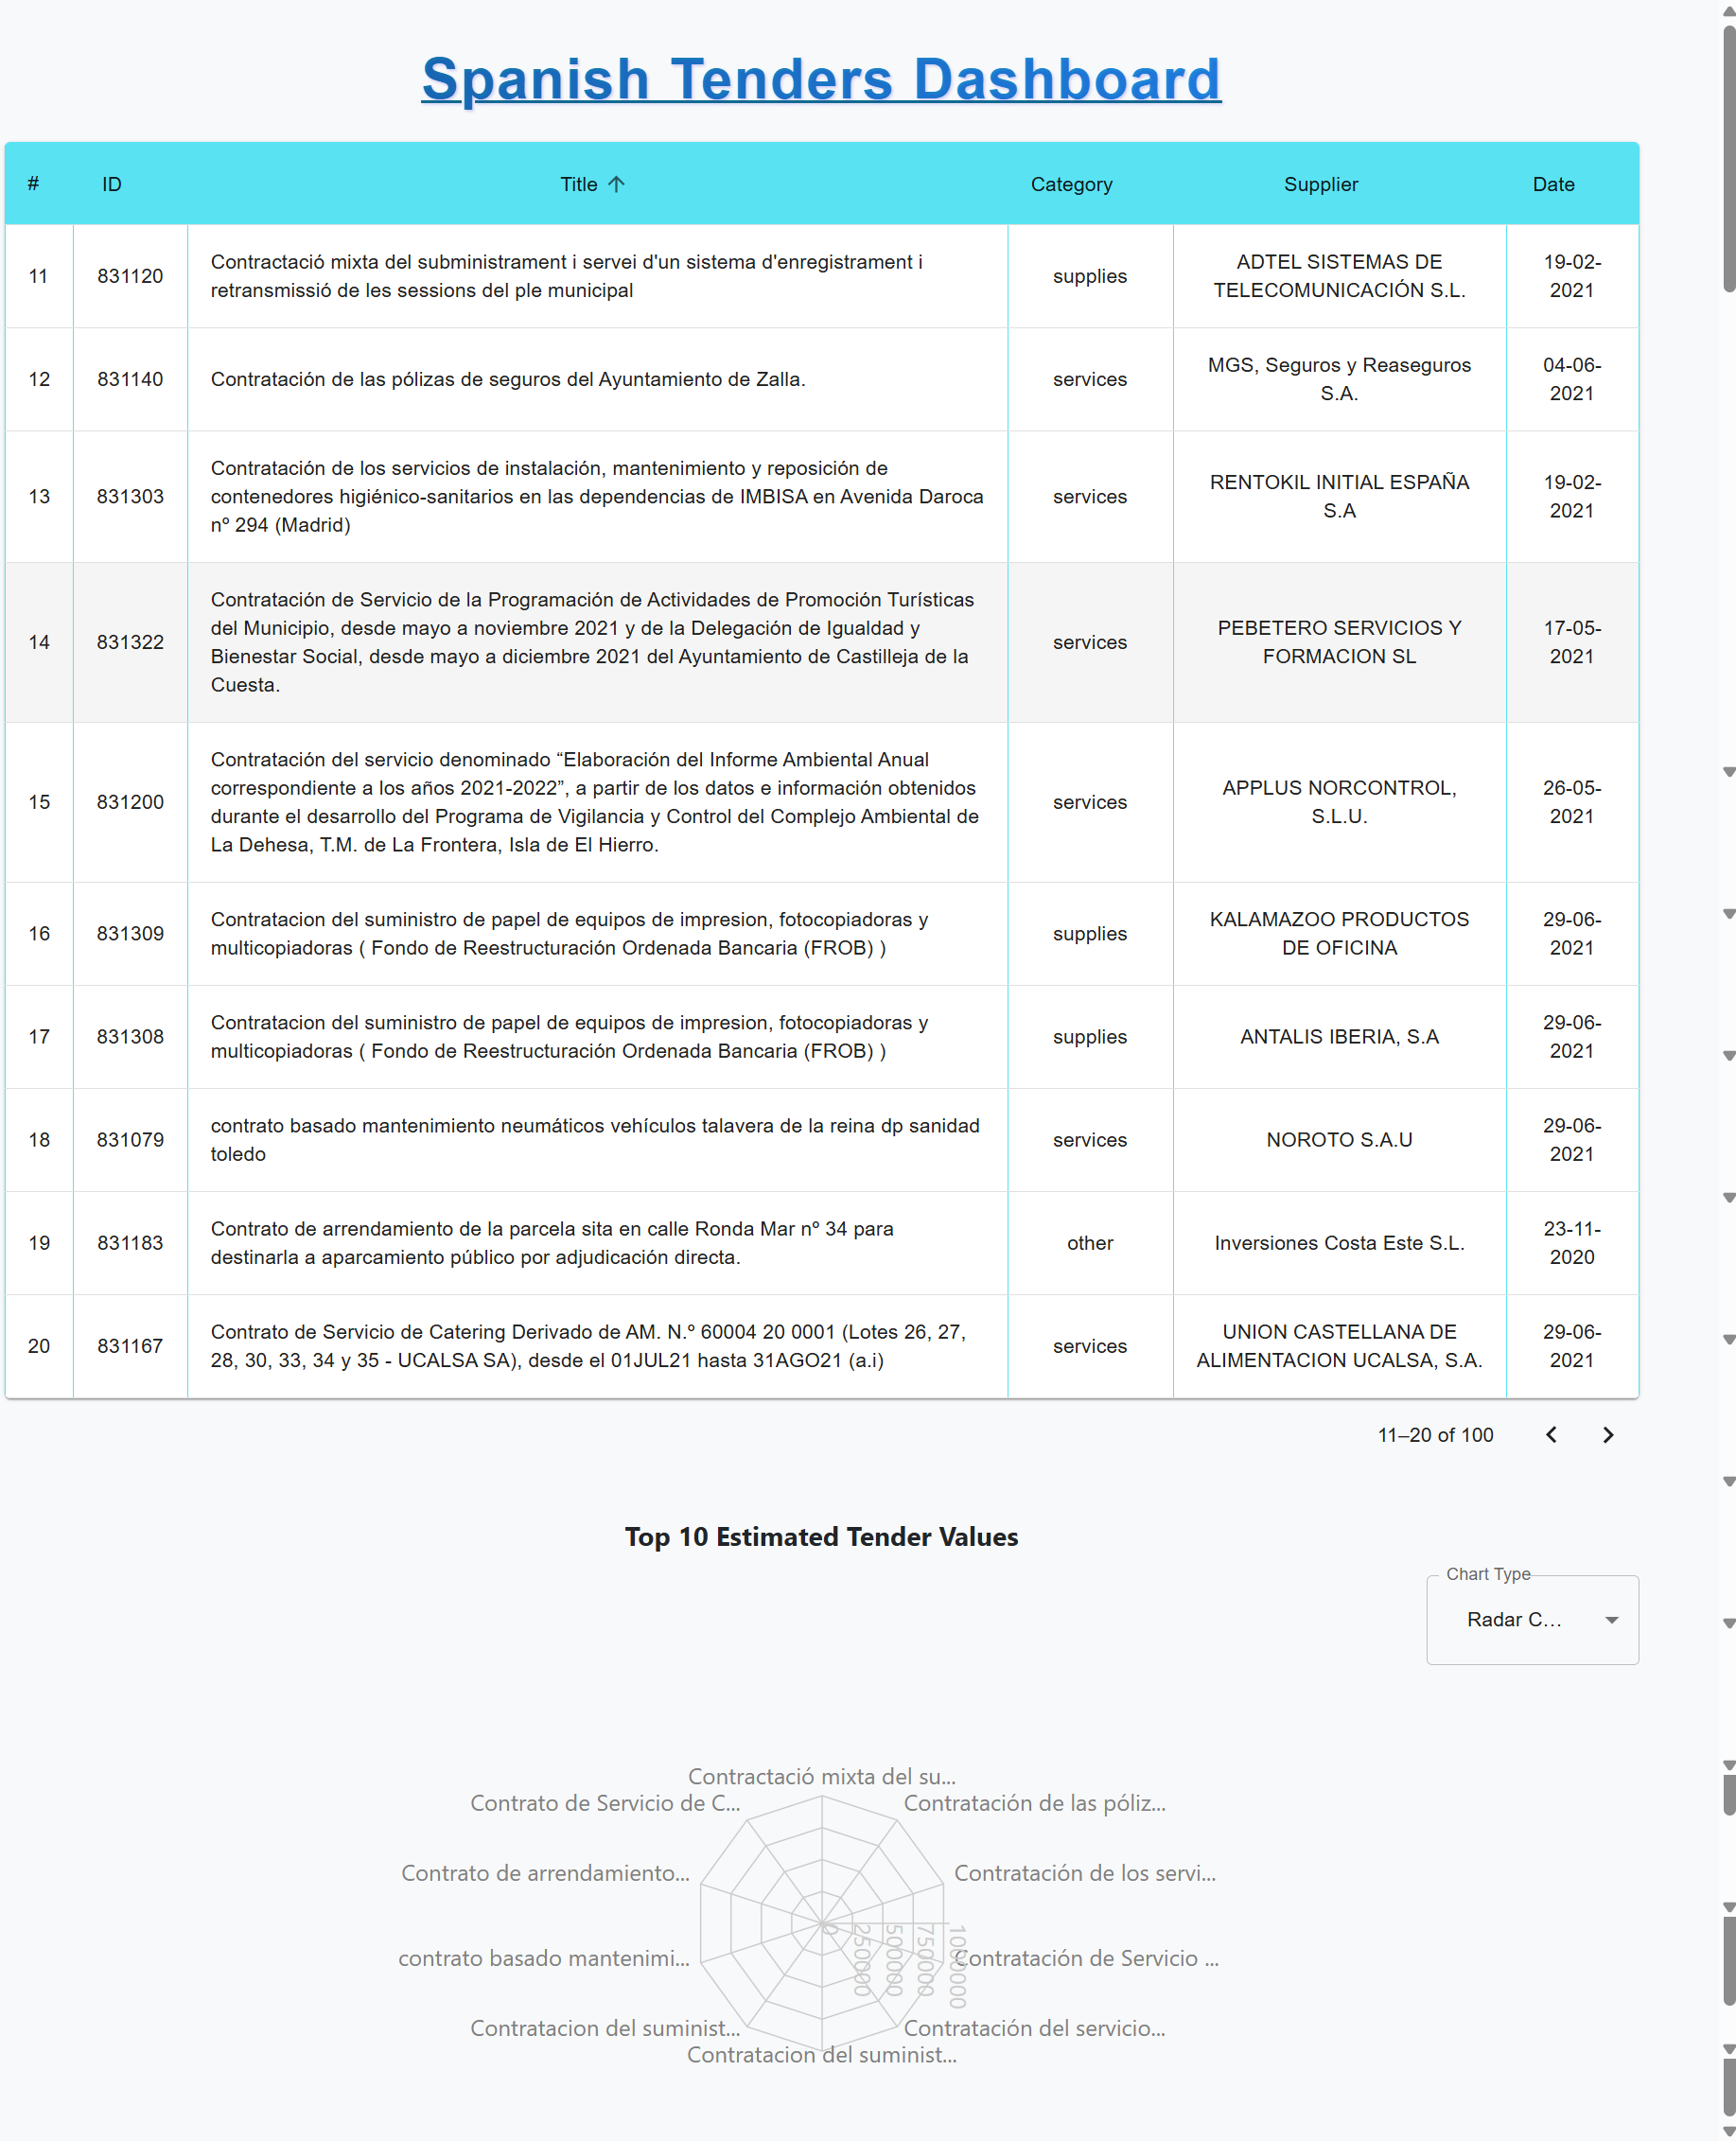 Spanish Tenders Dashboard
# ID Title Category Supplier Date
11 831120 Contractació mixta del subministrament i servei d'un sistema d'enregistrament i retransmissió de les sessions del ple municipal supplies ADTEL SISTEMAS DE TELECOMUNICACIÓN S.L. 19-02-2021
12 831140 Contratación de las pólizas de seguros del Ayuntamiento de Zalla. services MGS, Seguros y Reaseguros S.A. 04-06-2021
13 831303 Contratación de los servicios de instalación, mantenimiento y reposición de contenedores higiénico-sanitarios en las dependencias de IMBISA en Avenida Daroca nº 294 (Madrid) services RENTOKIL INITIAL ESPAÑA S.A 19-02-2021
14 831322 Contratación de Servicio de la Programación de Actividades de Promoción Turísticas del Municipio, desde mayo a noviembre 2021 y de la Delegación de Igualdad y Bienestar Social, desde mayo a diciembre 2021 del Ayuntamiento de Castilleja de la Cuesta. services PEBETERO SERVICIOS Y FORMACION SL 17-05-2021
15 831200 Contratación del servicio denominado “Elaboración del Informe Ambiental Anual correspondiente a los años 2021-2022”, a partir de los datos e información obtenidos durante el desarrollo del Programa de Vigilancia y Control del Complejo Ambiental de La Dehesa, T.M. de La Frontera, Isla de El Hierro. services APPLUS NORCONTROL, S.L.U. 26-05-2021
16 831309 Contratacion del suministro de papel de equipos de impresion, fotocopiadoras y multicopiadoras ( Fondo de Reestructuración Ordenada Bancaria (FROB) ) supplies KALAMAZOO PRODUCTOS DE OFICINA 29-06-2021
17 831308 Contratacion del suministro de papel de equipos de impresion, fotocopiadoras y multicopiadoras ( Fondo de Reestructuración Ordenada Bancaria (FROB) ) supplies ANTALIS IBERIA, S.A 29-06-2021
18 831079 contrato basado mantenimiento neumáticos vehículos talavera de la reina dp sanidad toledo services NOROTO S.A.U 29-06-2021
19 831183 Contrato de arrendamiento de la parcela sita en calle Ronda Mar nº 34 para destinarla a aparcamiento público por adjudicación directa. other Inversiones Costa Este S.L. 23-11-2020
20 831167 Contrato de Servicio de Catering Derivado de AM. N.º 60004 20 0001 (Lotes 26, 27, 28, 30, 33, 34 y 35 - UCALSA SA), desde el 01JUL21 hasta 31AGO21 (a.i) services UNION CASTELLANA DE ALIMENTACION UCALSA, S.A. 29-06-2021
11–20 of 100
Top 10 Estimated Tender Values
Chart Type
Radar C...
Contractació mixta del su...
Contrato de Servicio de C...
Contratación de las póliz...
Contrato de arrendamiento...
Contratación de los servi...
0
250000
500000
750000
1000000
contrato basado mantenimi...
Contratación de Servicio ...
Contratacion del suminist...
Contratación del servicio...
Contratacion del suminist...